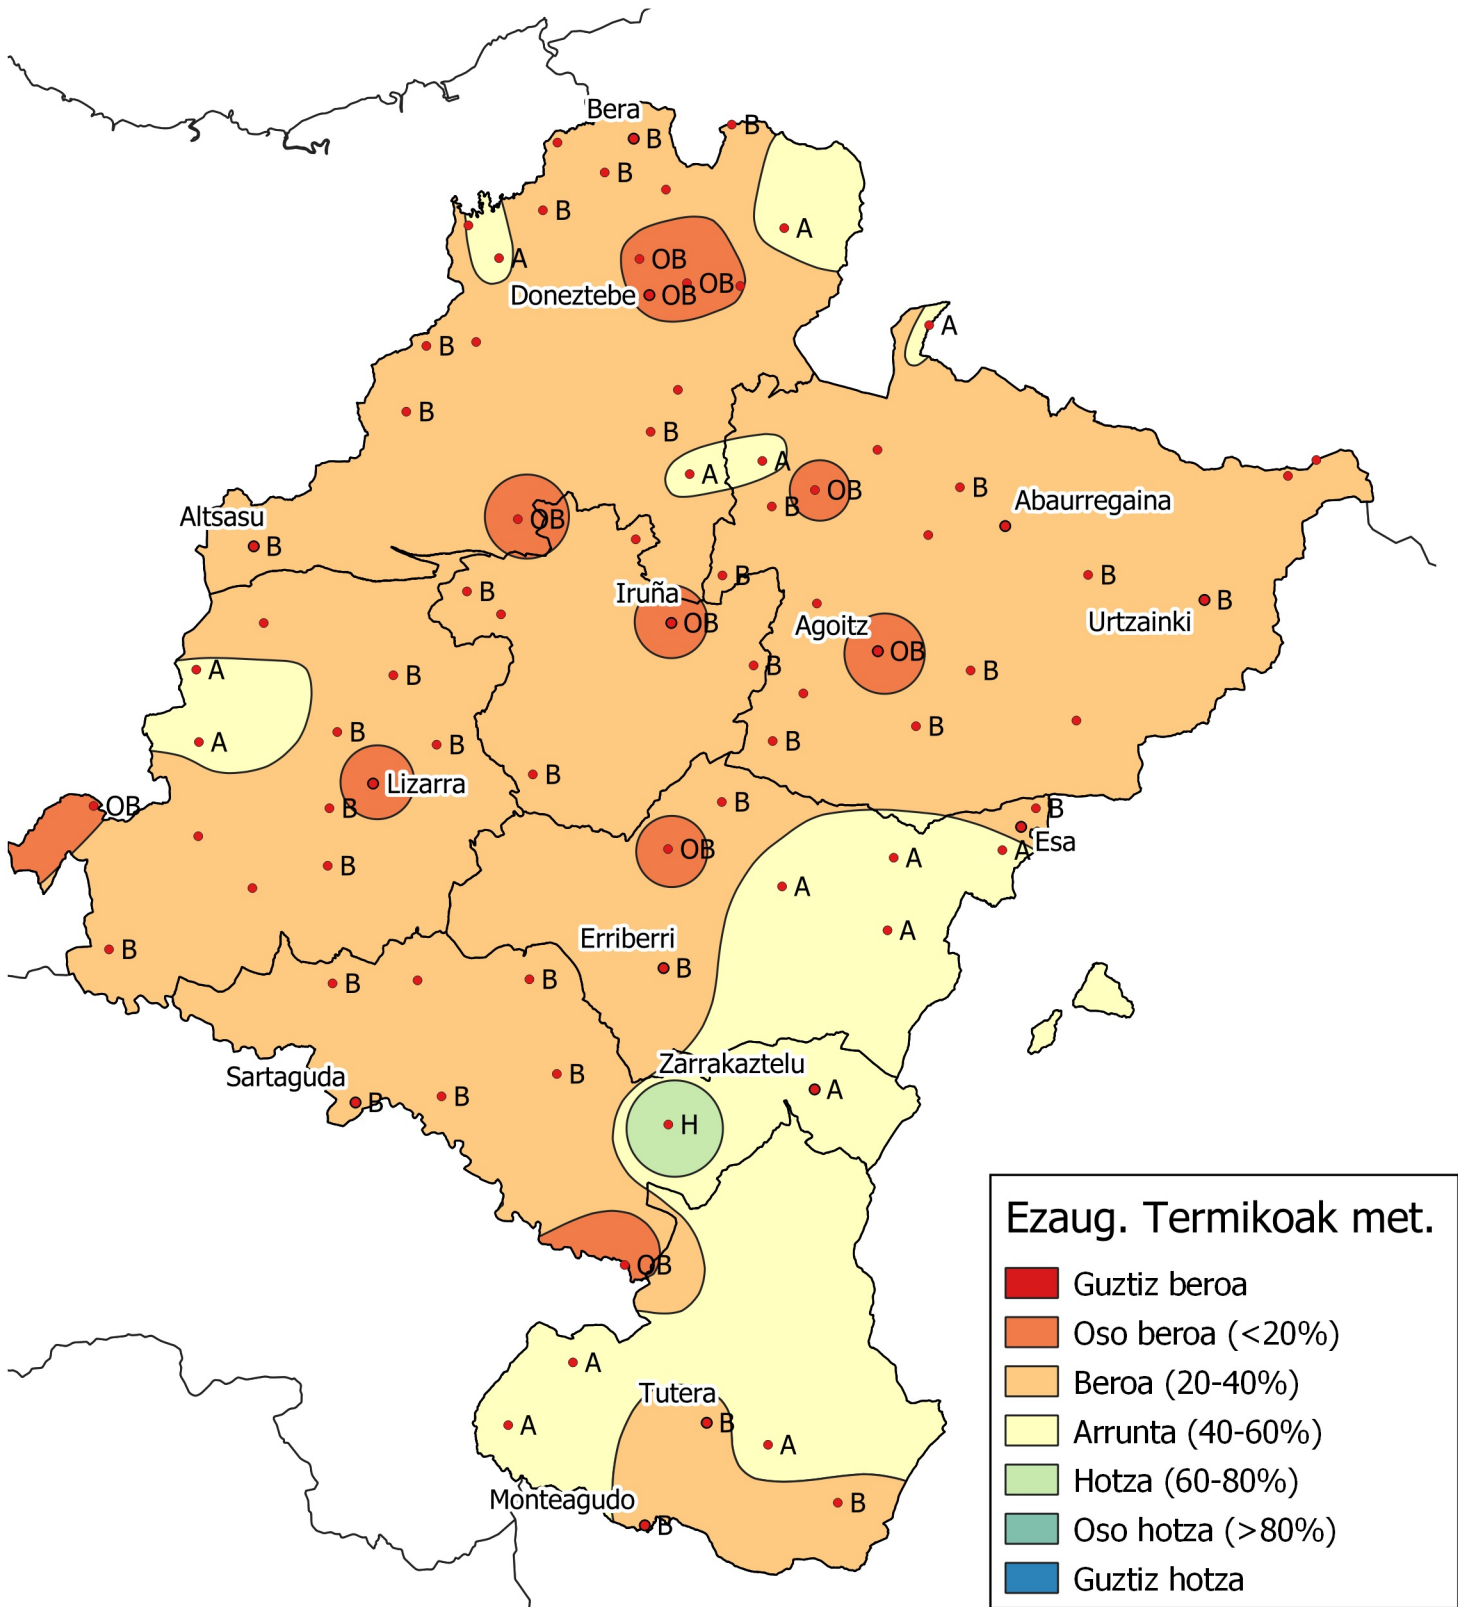 Bera
B
B
B
B
A
A
OB
OB
Doneztebe
OB
A
B
B
B
A
A
OB
B
B
Abaurregaina
Altsasu
OB
B
B
B
Iruña
B
B
Urtzainki
OB
Agoitz
OB
B
B
A
B
B
A
B
B
B
B
Lizarra
OB
B
B
B
Esa
OB
A
A
B
A
A
Erriberri
B
B
B
B
Zarrakaztelu
B
Sartaguda
B
B
A
H
OB
A
Tutera
B
A
A
Monteagudo
B
B
Ezaug. Termikoak met.
Guztiz beroa
Oso beroa (<20%)
Beroa (20-40%)
Arrunta (40-60%)
Hotza (60-80%)
Oso hotza (>80%)
Guztiz hotza